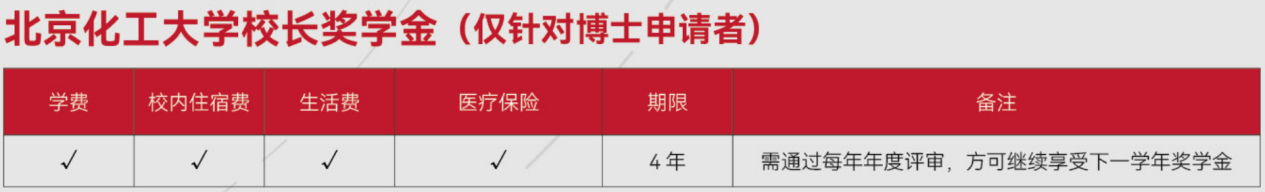 北京化工大学校长奖学金（仅针对博士申请者）
学费 校内住宿费 生活费 医疗保险 期限 备注
√ √ √ √ 4 年 需通过每年年度评审，方可继续享受下一学年奖学金